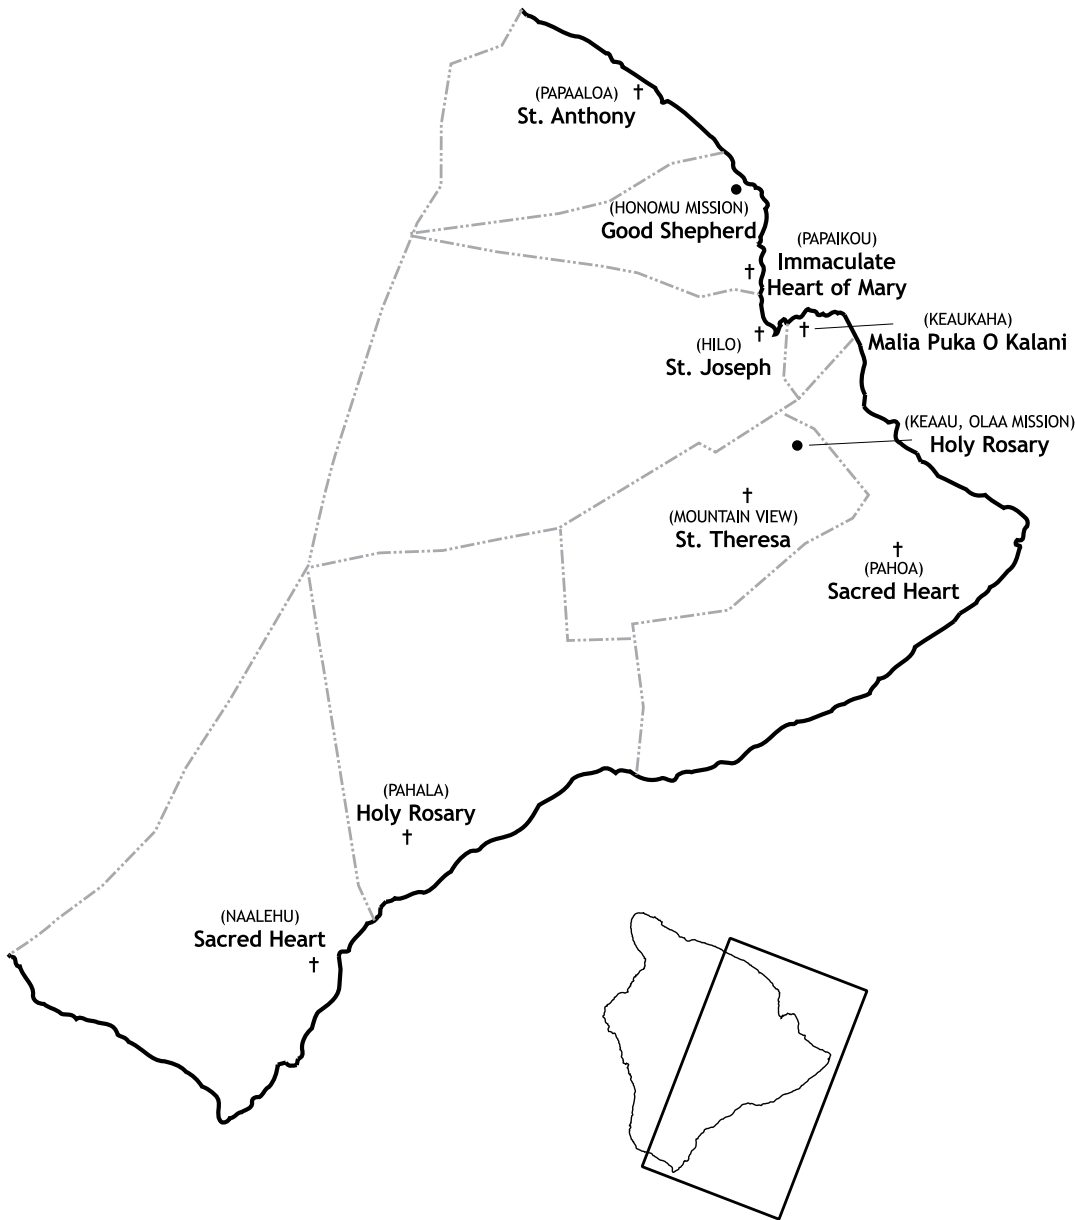 (PAPAALOA)
St. Anthony
(HONOMU MISSION)
Good Shepherd
(PAPAIKOU)
Immaculate
Heart of Mary
(KEAUKAHA)
Malia Puka O Kalani
(HILO)
St. Joseph
(KEAAU, OLAA MISSION)
Holy Rosary
(MOUNTAIN VIEW)
St. Theresa
(PAHOA)
Sacred Heart
(PAHALA)
Holy Rosary
(NAALEHU)
Sacred Heart